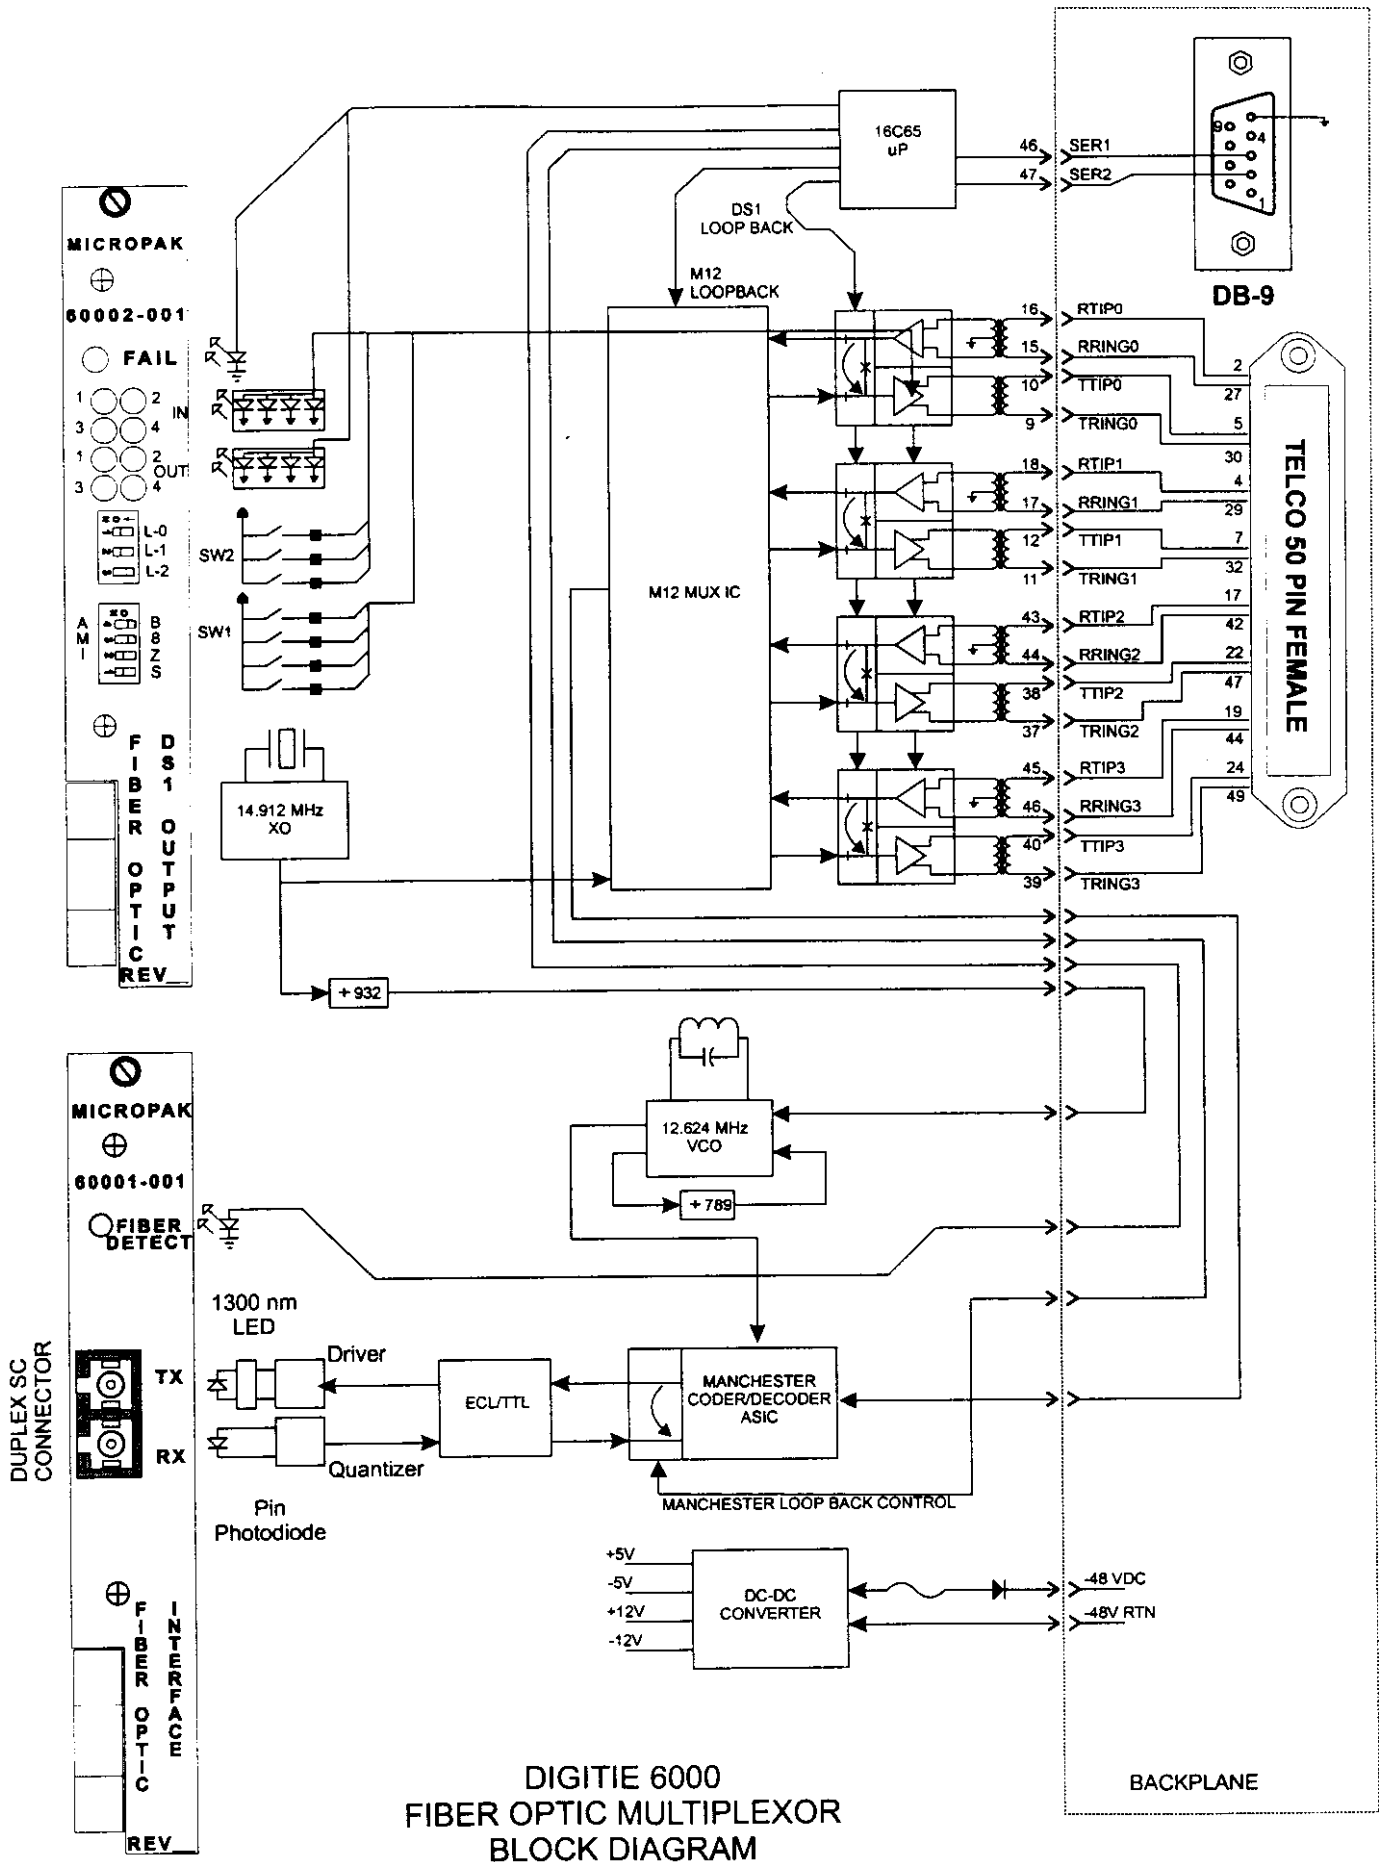 16C65
uP
46
SER1
47
SER2
9
4
1
DB-9
DS1
LOOP BACK
M12
LOOPBACK
MICROPAK
60002-001
FAIL
1
2
IN
3
4
1
2
OUT
3
4
L-0
L-1
L-2
A
M
I
B
8
Z
S
FIBER OPTIC
DS1 OUTPUT
REV__
SW2
SW1
14.912 MHz
XO
M12 MUX IC
16
RTIP0
15
RRING0
10
TTIP0
9
TRING0
18
RTIP1
17
RRING1
12
TTIP1
11
TRING1
43
RTIP2
44
RRING2
38
TTIP2
37
TRING2
45
RTIP3
46
RRING3
40
TTIP3
39
TRING3
2
27
5
30
4
29
7
32
17
42
22
47
19
44
24
49
TELCO 50 PIN FEMALE
÷ 932
MICROPAK
60001-001
FIBER
DETECT
12.624 MHz
VCO
÷ 789
1300 nm
LED
DUPLEX SC
CONNECTOR
TX
RX
Driver
Quantizer
Pin
Photodiode
ECL/TTL
MANCHESTER
CODER/DECODER
ASIC
MANCHESTER LOOP BACK CONTROL
+5V
-5V
+12V
-12V
DC-DC
CONVERTER
-48 VDC
-48V RTN
FIBER OPTIC
INTERFACE
REV__
BACKPLANE
DIGITIE 6000
FIBER OPTIC MULTIPLEXOR
BLOCK DIAGRAM